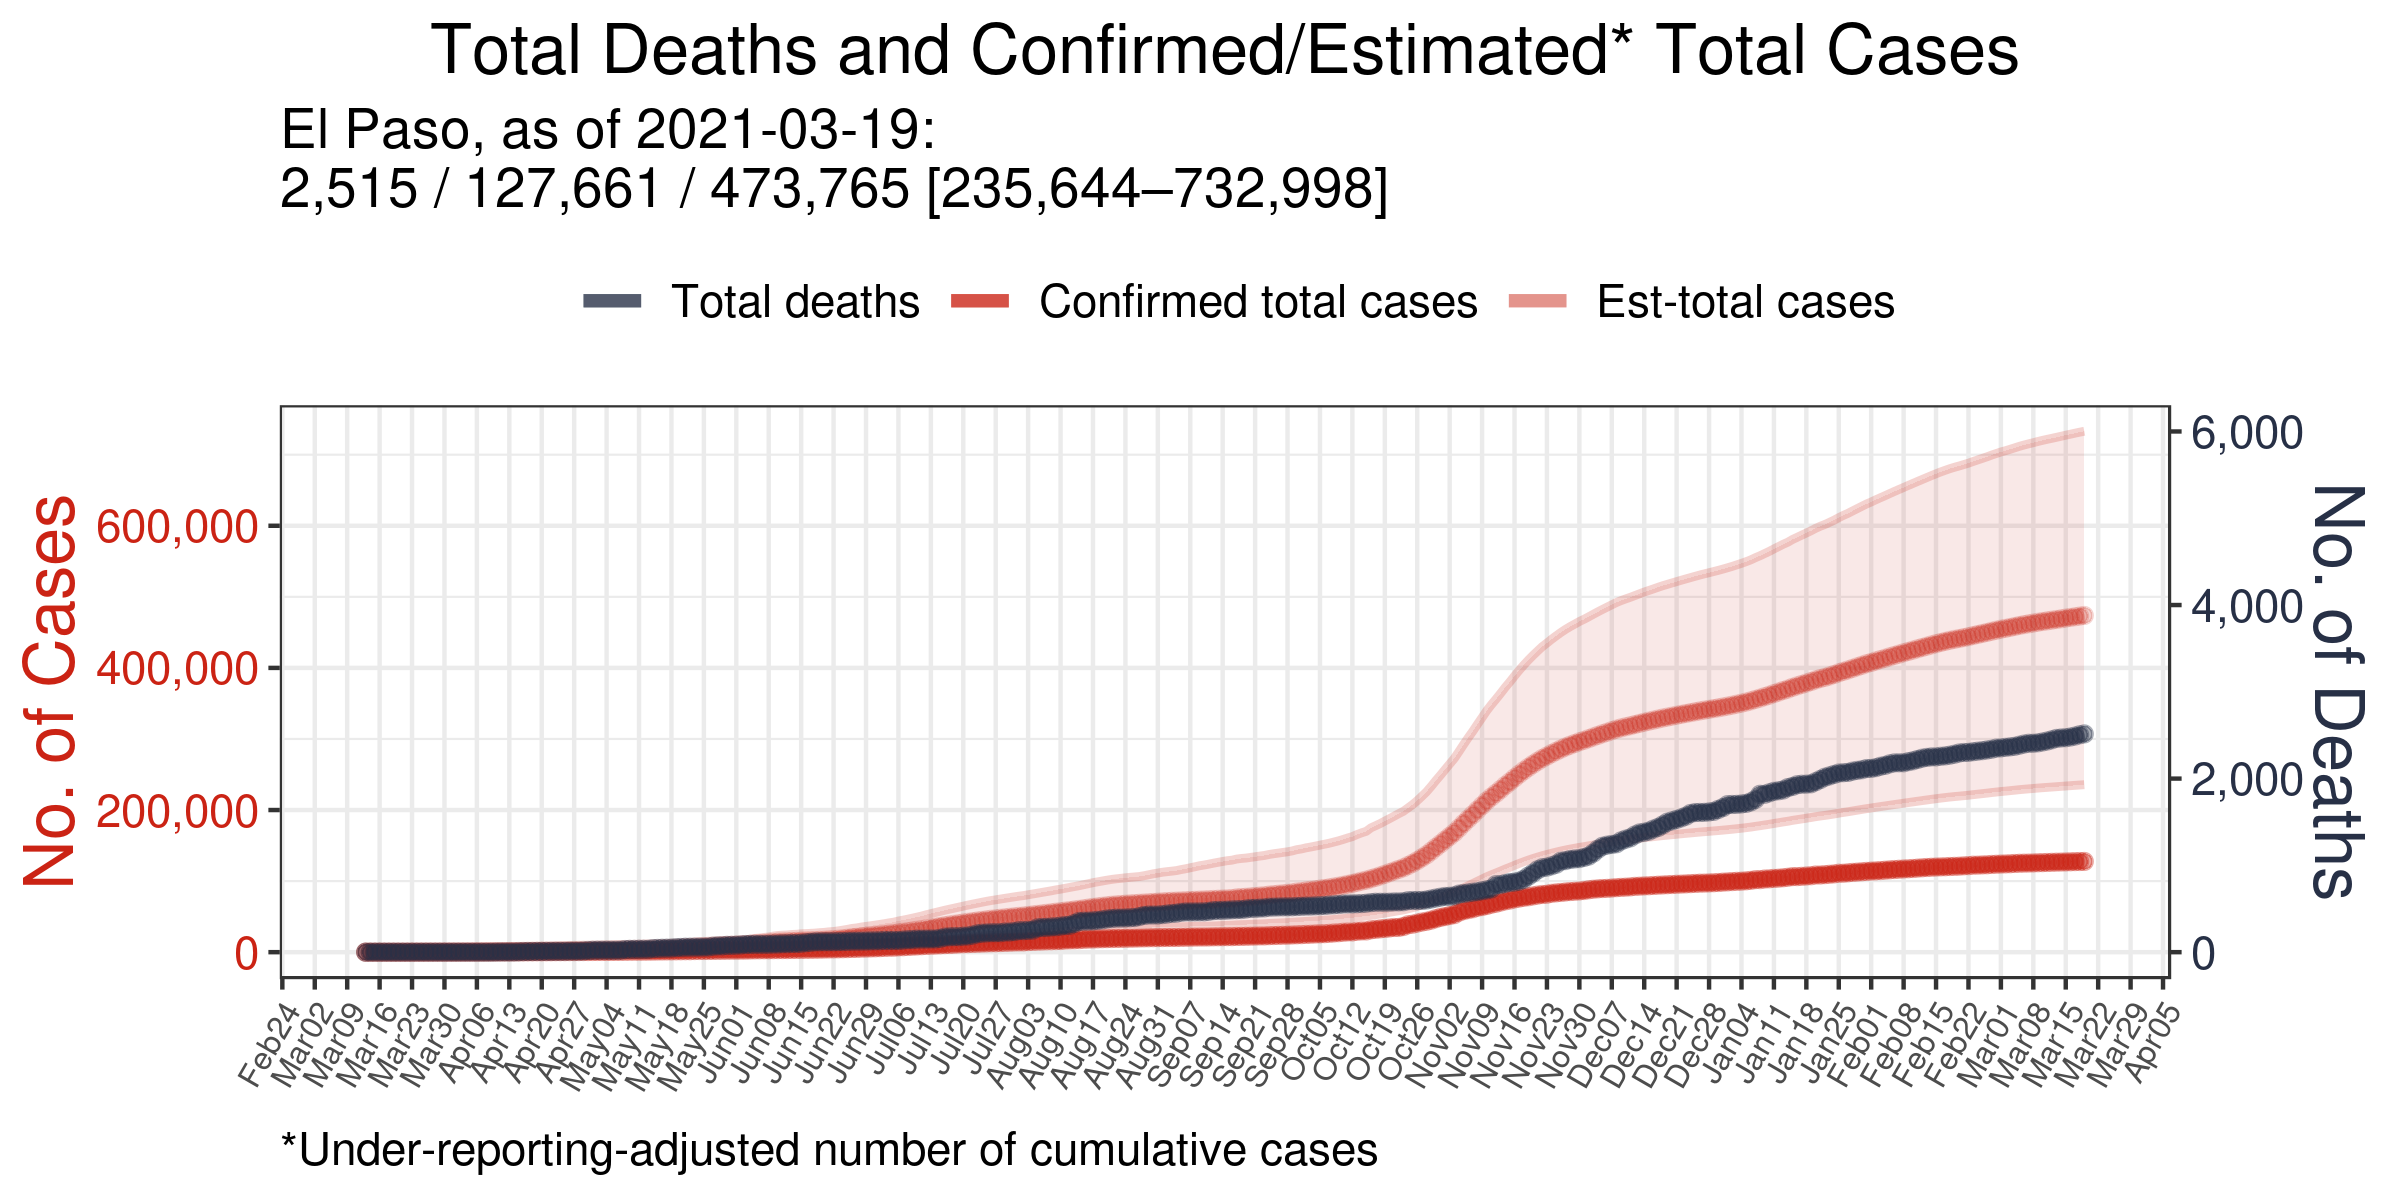 Total Deaths and Confirmed/Estimated* Total Cases
El Paso, as of 2021-03-19:
2,515 / 127,661 / 473,765 [235,644–732,998]
Total deaths
Confirmed total cases
Est-total cases
No. of Cases
600,000
400,000
200,000
0
6,000
4,000
2,000
0
No. of Deaths
Feb24
Mar02
Mar09
Mar16
Mar23
Mar30
Apr06
Apr13
Apr20
Apr27
May04
May11
May18
May25
Jun01
Jun08
Jun15
Jun22
Jun29
Jul06
Jul13
Jul20
Jul27
Aug03
Aug10
Aug17
Aug24
Aug31
Sep07
Sep14
Sep21
Sep28
Oct05
Oct12
Oct19
Oct26
Nov02
Nov09
Nov16
Nov23
Nov30
Dec07
Dec14
Dec21
Dec28
Jan04
Jan11
Jan18
Jan25
Feb01
Feb08
Feb15
Feb22
Mar01
Mar08
Mar15
Mar22
Mar29
Apr05
*Under-reporting-adjusted number of cumulative cases